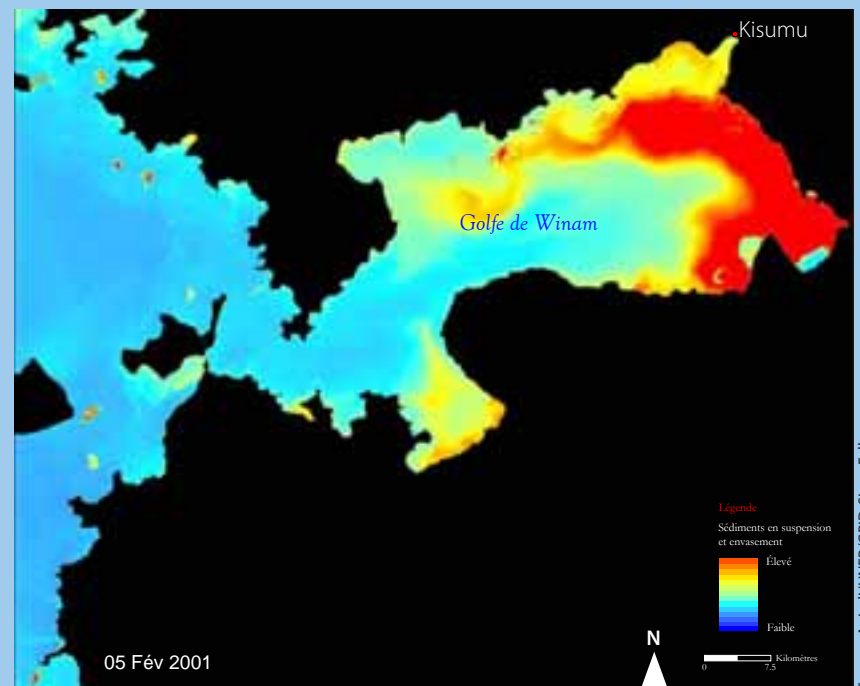 Kisumu
Golfe de Winam
Légende
Sédiments en suspension
et envasement
Élevé
Faible
05 Fév 2001
N
Kilomètres
0 7.5